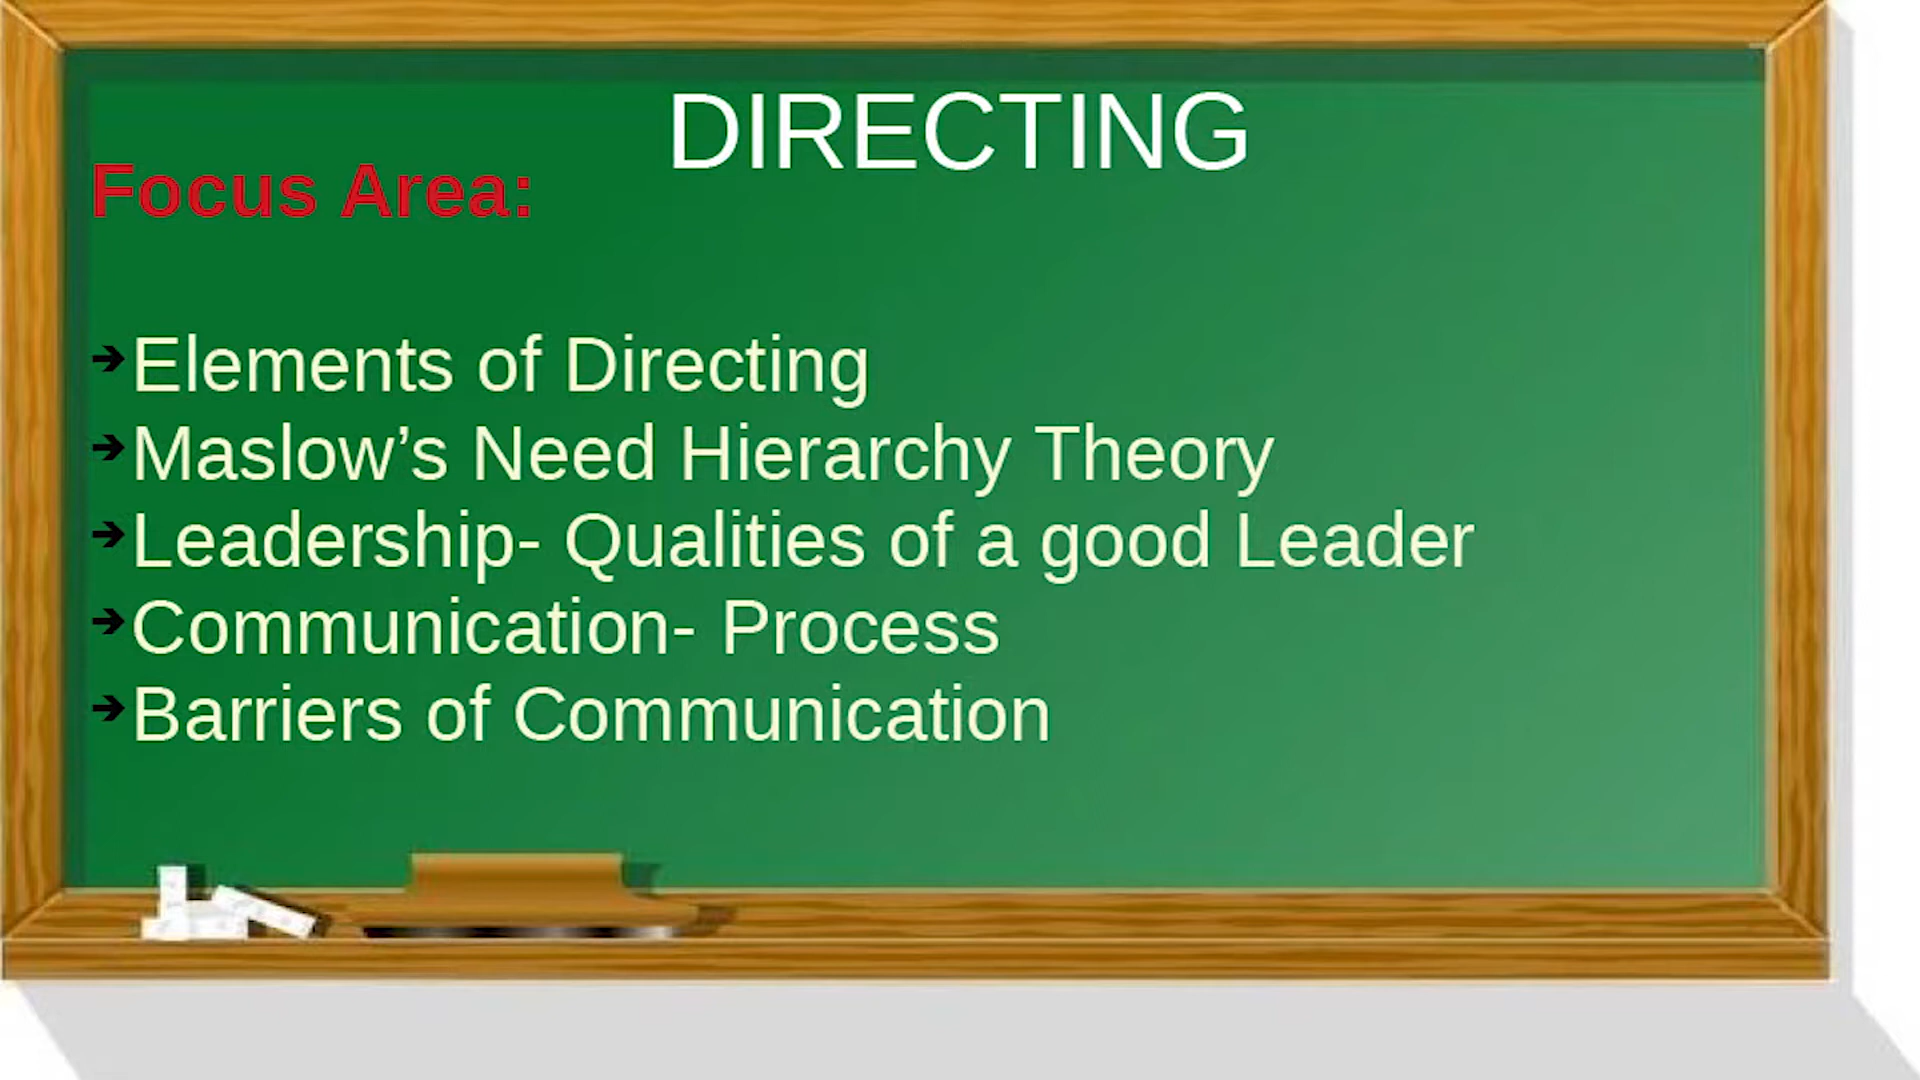 DIRECTING
Focus Area:
➔Elements of Directing
➔Maslow’s Need Hierarchy Theory
➔Leadership- Qualities of a good Leader
➔Communication- Process
➔Barriers of Communication